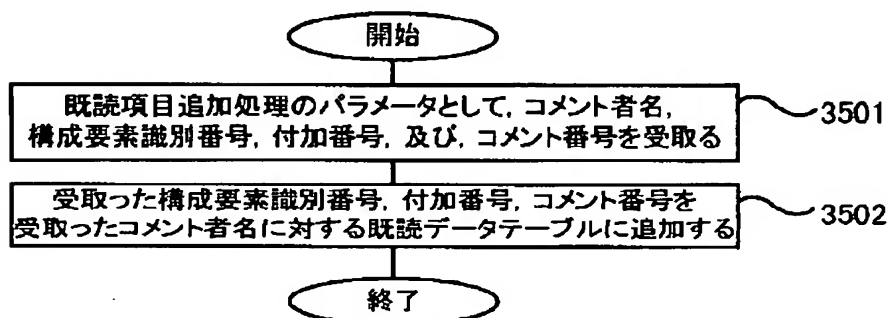 開始
既読項目追加処理のパラメータとして, コメント者名,
構成要素識別番号, 付加番号, 及び, コメント番号を受取る
3501
受取った構成要素識別番号, 付加番号, コメント番号を
受取ったコメント者名に対する既読データテーブルに追加する
3502
終了